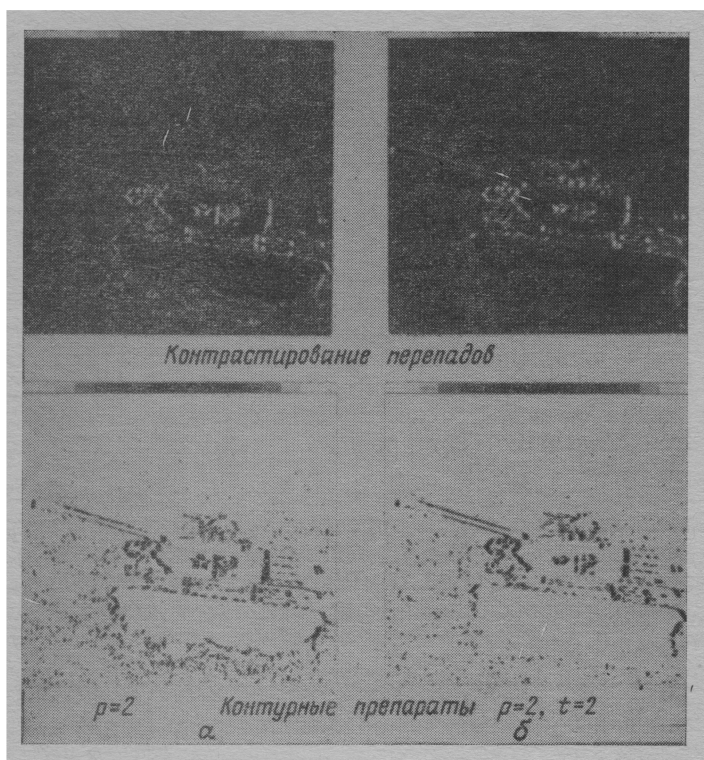 Контрастирование перепадов
p=2 Контурные препараты p=2, t=2
а б